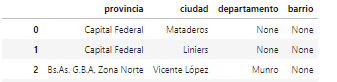 provincia ciudad departamento barrio
0 Capital Federal Mataderos None None
1 Capital Federal Liniers None None
2 Bs.As. G.B.A. Zona Norte Vicente López Munro None